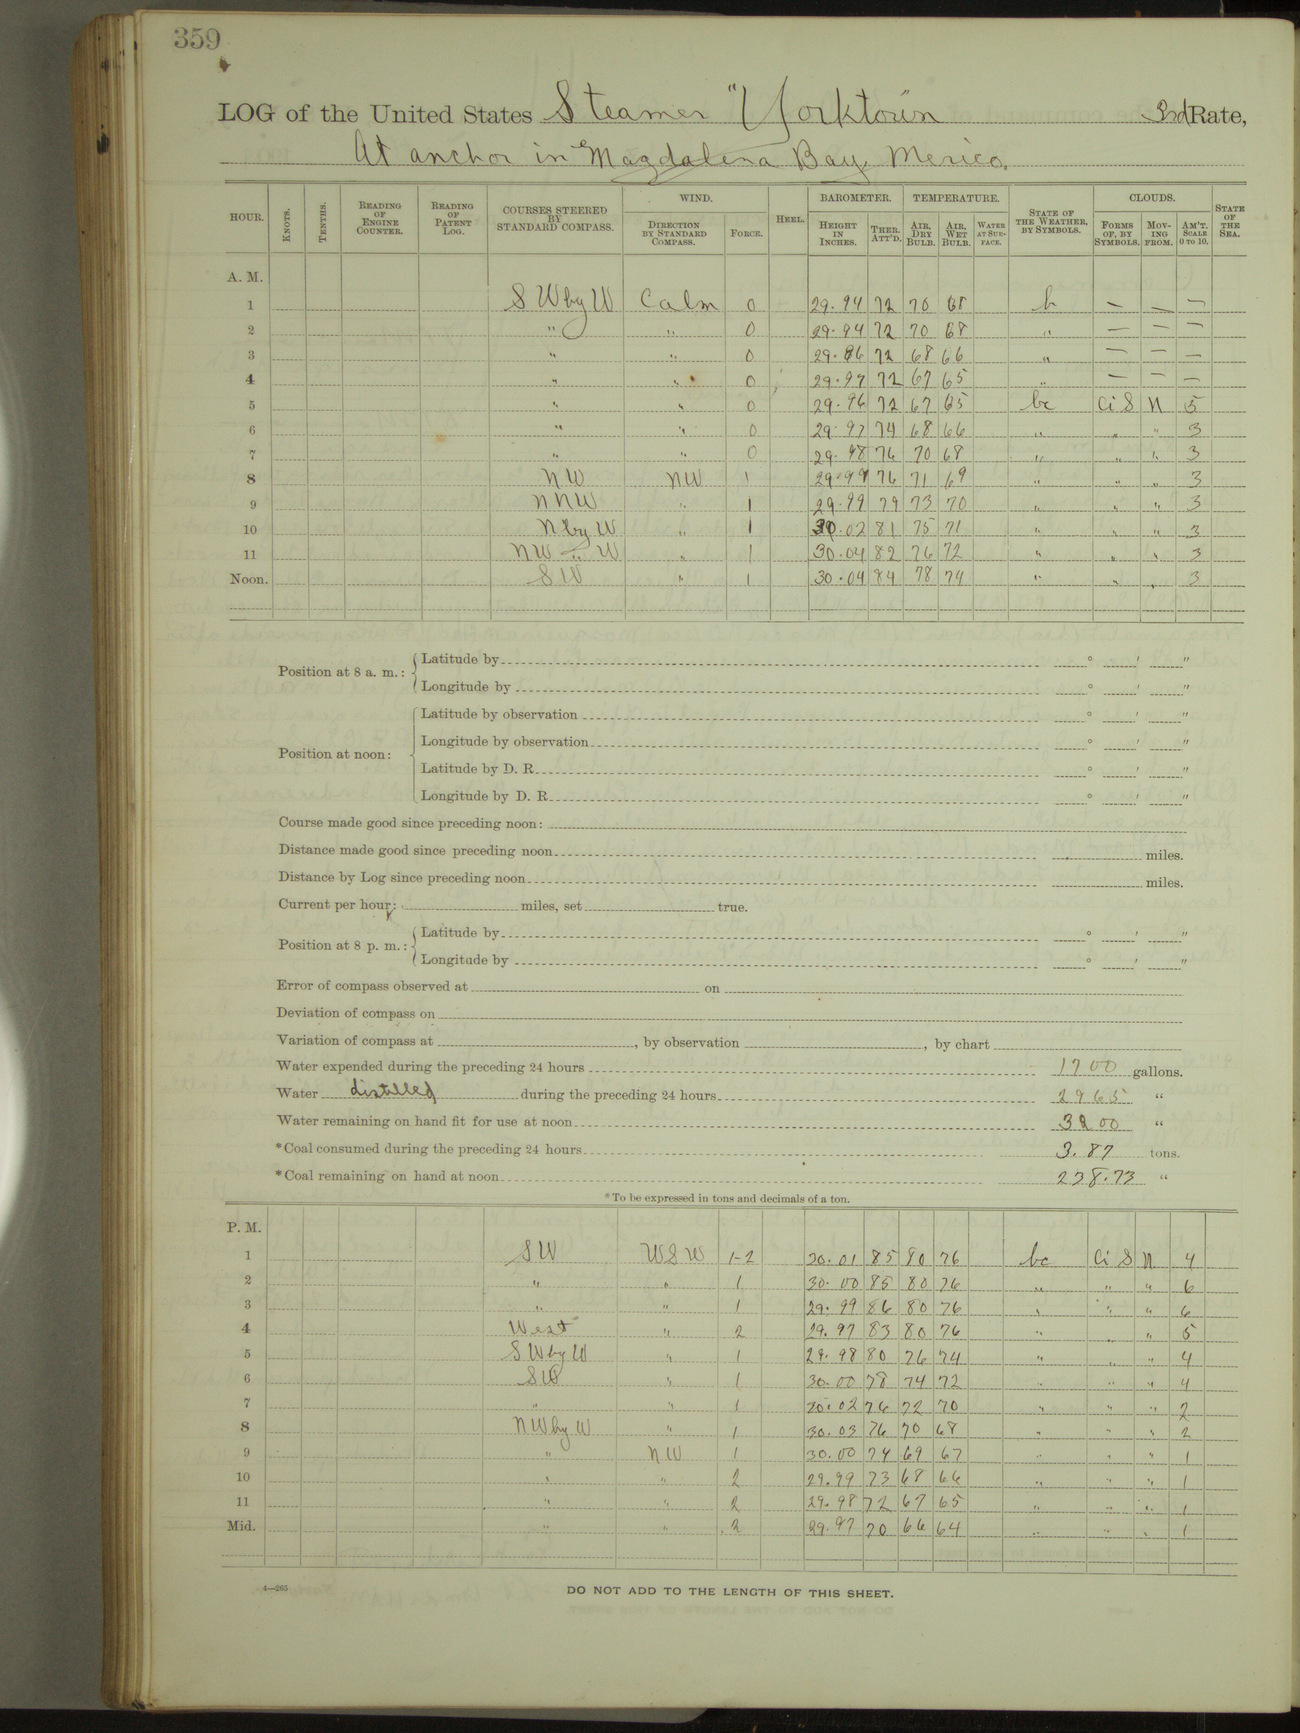 359
LOG of the United States Steamer "Yorktown" 3rd Rate,
At anchor in Magdalena Bay, Mexico.
HOUR. KNOTS. TENTHS. READING OF ENGINE COUNTER. READING OF PATENT LOG. COURSES STEERED BY STANDARD COMPASS. WIND. DIRECTION BY STANDARD COMPASS. FORCE. HEEL. BAROMETER. HEIGHT IN INCHES. THER. ATT'D. TEMPERATURE. AIR, DRY BULB. AIR, WET BULB. WATER AT SURFACE. STATE OF THE WEATHER, BY SYMBOLS. CLOUDS. FORMS OF, BY SYMBOLS. MOVING FROM. AM'T. SCALE 0 TO 10. STATE OF THE SEA.
A. M.
1 S W by W Calm 0 29.94 72 70 68 b — — —
2 " " 0 29.94 72 70 68 " — — —
3 " " 0 29.96 72 68 66 " — — —
4 " " 0 29.97 72 67 65 " — — —
5 " " 0 29.96 72 67 65 bc Ci S N 5
6 " " 0 29.97 74 68 66 " " " 3
7 " " 0 29.98 76 70 68 " " " 3
8 NW NW 1 29.99 76 71 69 " " " 3
9 NNW " 1 29.99 79 73 70 " " " 3
10 N by W " 1 30.02 81 75 71 " " " 3
11 NW " W " 1 30.04 82 76 72 " " " 3
Noon. SW " 1 30.04 84 78 74 " " " 3
Position at 8 a. m.: Latitude by ° ′ ″
Longitude by ° ′ ″
Position at noon: Latitude by observation ° ′ ″
Longitude by observation ° ′ ″
Latitude by D. R. ° ′ ″
Longitude by D. R. ° ′ ″
Course made good since preceding noon:
Distance made good since preceding noon miles.
Distance by Log since preceding noon miles.
Current per hour: miles, set true.
Position at 8 p. m.: Latitude by ° ′ ″
Longitude by ° ′ ″
Error of compass observed at on
Deviation of compass on
Variation of compass at , by observation , by chart
Water expended during the preceding 24 hours 1700 gallons.
Water distilled during the preceding 24 hours 2965 "
Water remaining on hand fit for use at noon "
*Coal consumed during the preceding 24 hours 3.87 tons.
*Coal remaining on hand at noon 238.73 "
*To be expressed in tons and decimals of a ton.
P. M.
1 SW WSW 1-2 30.01 85 80 76 bc Ci S N 4
2 " " 1 30.00 85 80 76 " " " 6
3 " " 1 29.99 86 80 76 " " " 6
4 West " 2 29.97 83 80 76 " " " 5
5 S W by W " 1 29.98 80 76 74 " " " 4
6 SW " 1 30.00 78 74 72 " " " 4
7 " " 1 30.02 76 72 70 " " " 2
8 NW by W " 1 30.03 76 70 68 " " " 2
9 " NW 1 30.00 74 69 67 " " " 1
10 " " 2 29.99 73 68 66 " " " 1
11 " " 2 29.98 72 67 65 " " " 1
Mid. " " 2 29.97 70 66 64 " " " 1
4—265 DO NOT ADD TO THE LENGTH OF THIS SHEET.